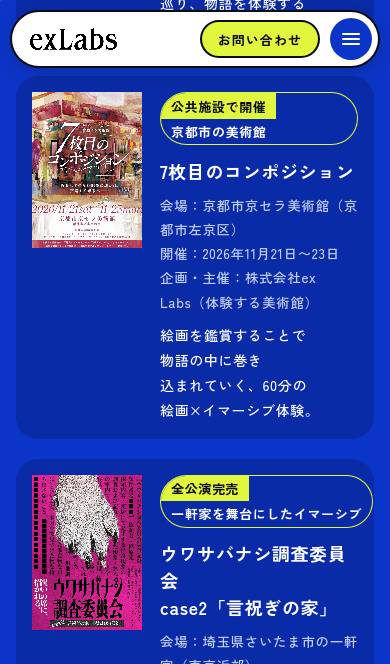 巡り、物語を体験する
exLabs
お問い合わせ
公共施設で開催
京都市の美術館
7枚目の
コンポジション
京都市京セラ美術館
7枚目のコンポジション
会場：京都市京セラ美術館（京
都市左京区）
開催：2026年11月21日〜23日
企画・主催：株式会社ex
Labs（体験する美術館）
絵画を鑑賞することで
物語の中に巻き
込まれていく、60分の
絵画×イマーシブ体験。
全公演完売
一軒家を舞台にしたイマーシブ
ウワサバナシ
調査委員会
ウワサバナシ調査委員
会
case2「言祝ぎの家」
会場：埼玉県さいたま市の一軒